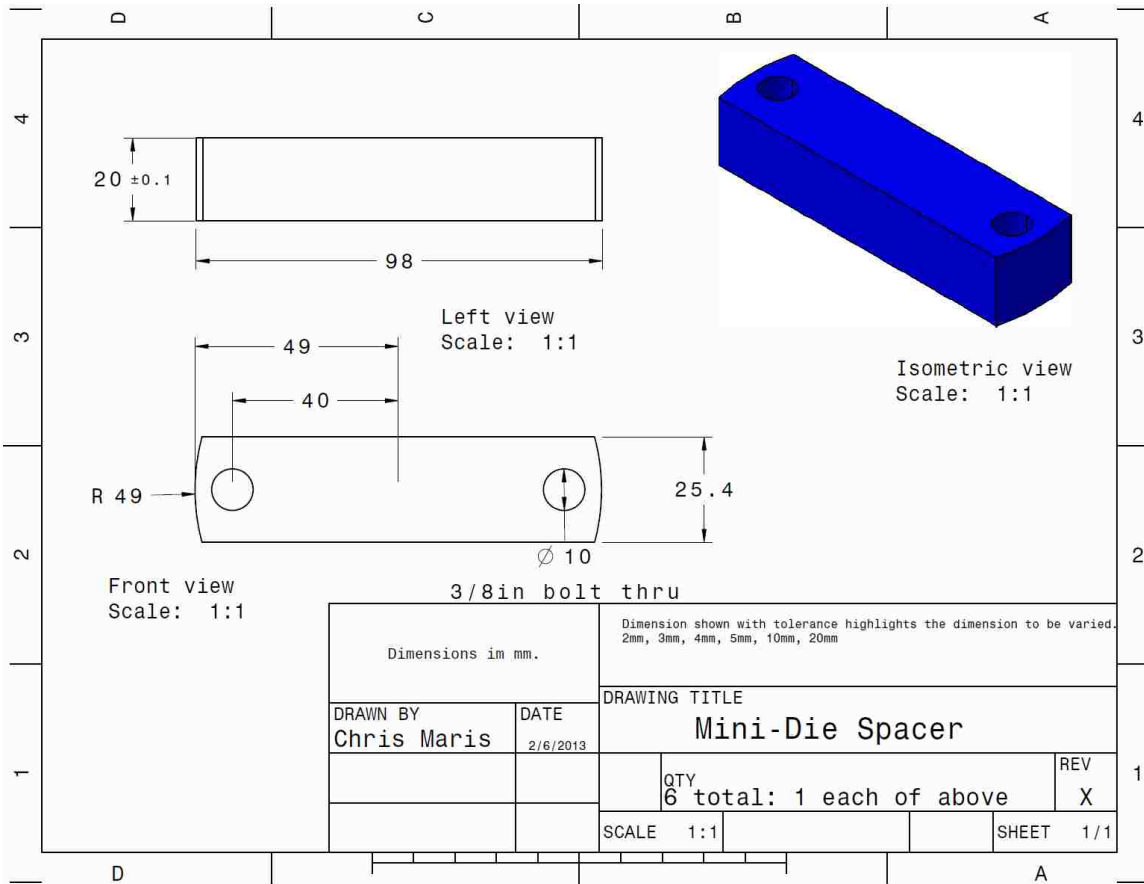 D C B A
4 4
20 ±0.1
98
Left view
Scale: 1:1
Isometric view
Scale: 1:1
3 3
49
40
R 49
25.4
Ø 10
3/8in bolt thru
Front view
Scale: 1:1
2 2
Dimensions im mm.
Dimension shown with tolerance highlights the dimension to be varied.
2mm, 3mm, 4mm, 5mm, 10mm, 20mm
DRAWN BY
Chris Maris
DATE
2/6/2013
DRAWING TITLE
Mini-Die Spacer
QTY
6 total: 1 each of above
REV
X
1 1
SCALE 1:1
SHEET 1/1
D A